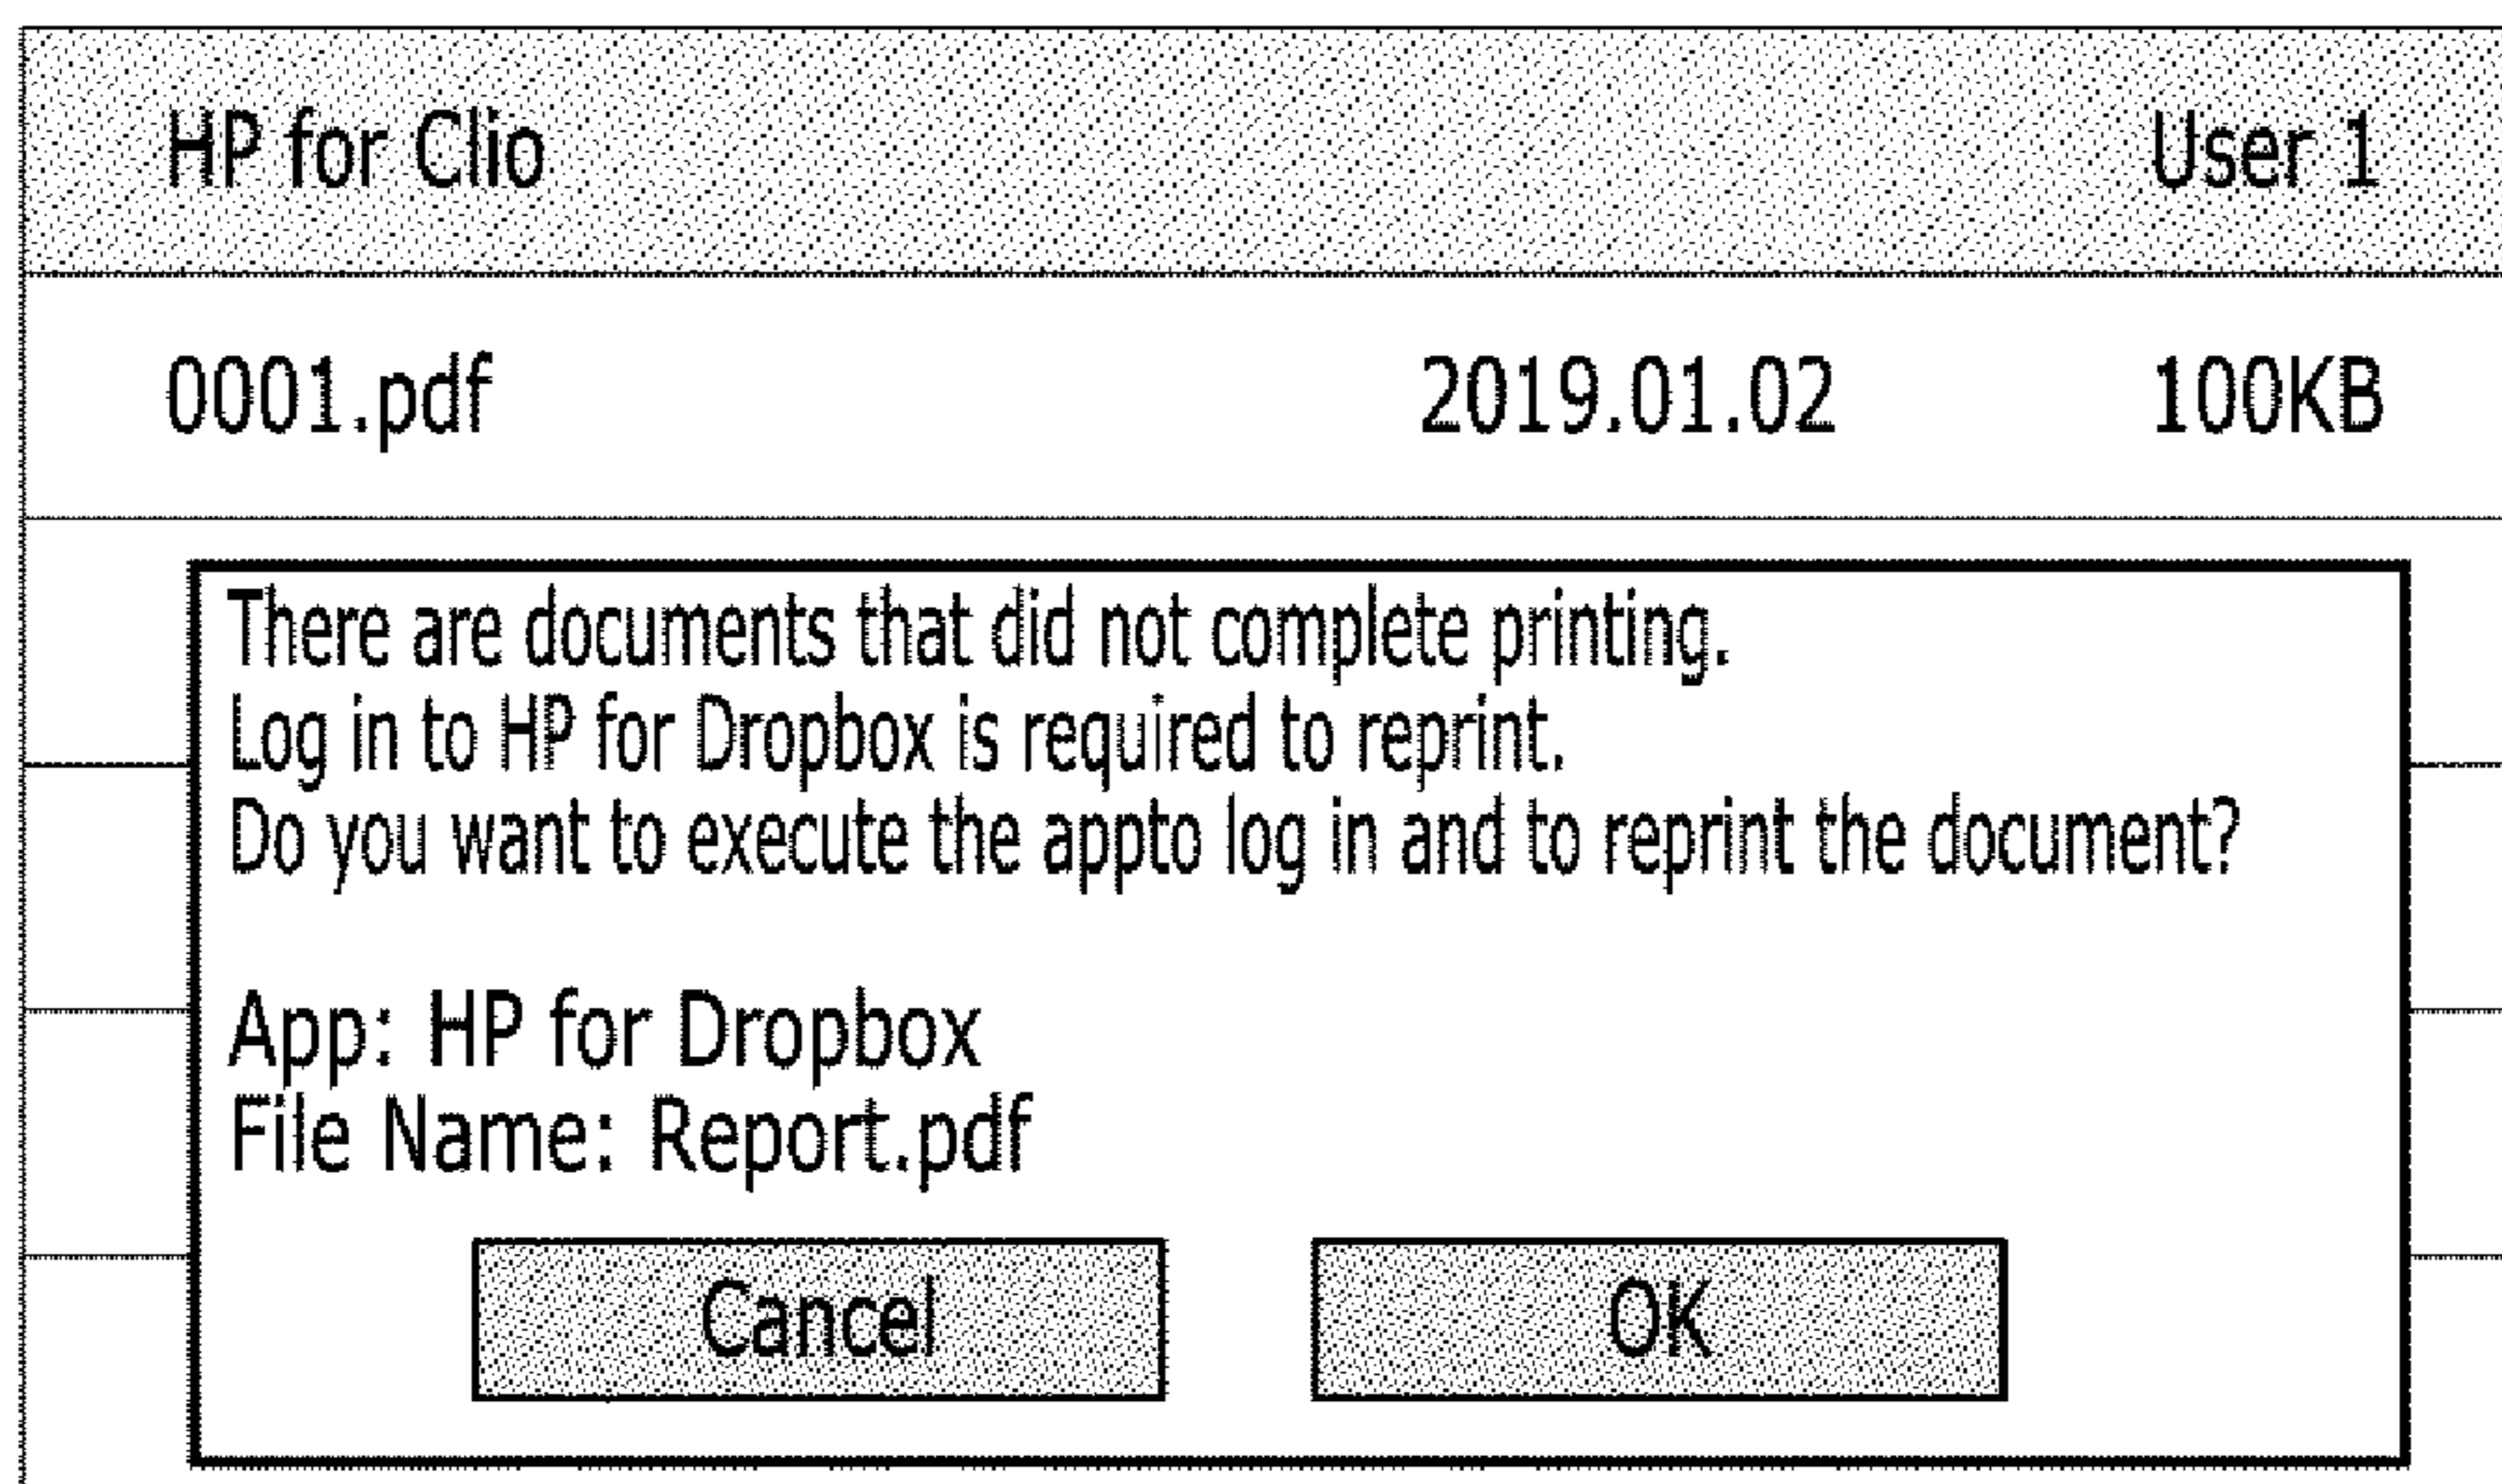 HP for Clio User 1
0001.pdf 2019.01.02 100KB
There are documents that did not complete printing.
Log in to HP for Dropbox is required to reprint.
Do you want to execute the appto log in and to reprint the document?
App: HP for Dropbox
File Name: Report.pdf
Cancel OK